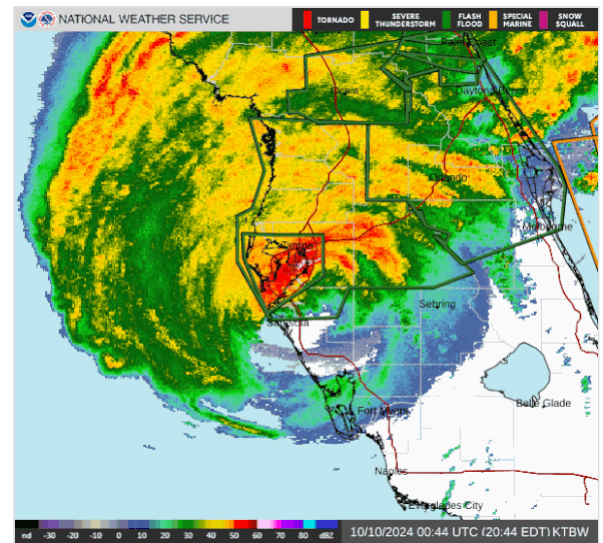 NATIONAL WEATHER SERVICE
TORNADO
SEVERE
THUNDERSTORM
FLASH
FLOOD
SPECIAL
MARINE
SNOW
SQUALL
Ocala
Orlando
Melbourne
Tampa
Sebring
Fort Myers
Belle Glade
Naples
Everglades City
nd -30 -20 -10 0 10 20 30 40 50 60 70 80 dBZ
10/10/2024 00:44 UTC (20:44 EDT) KTBW